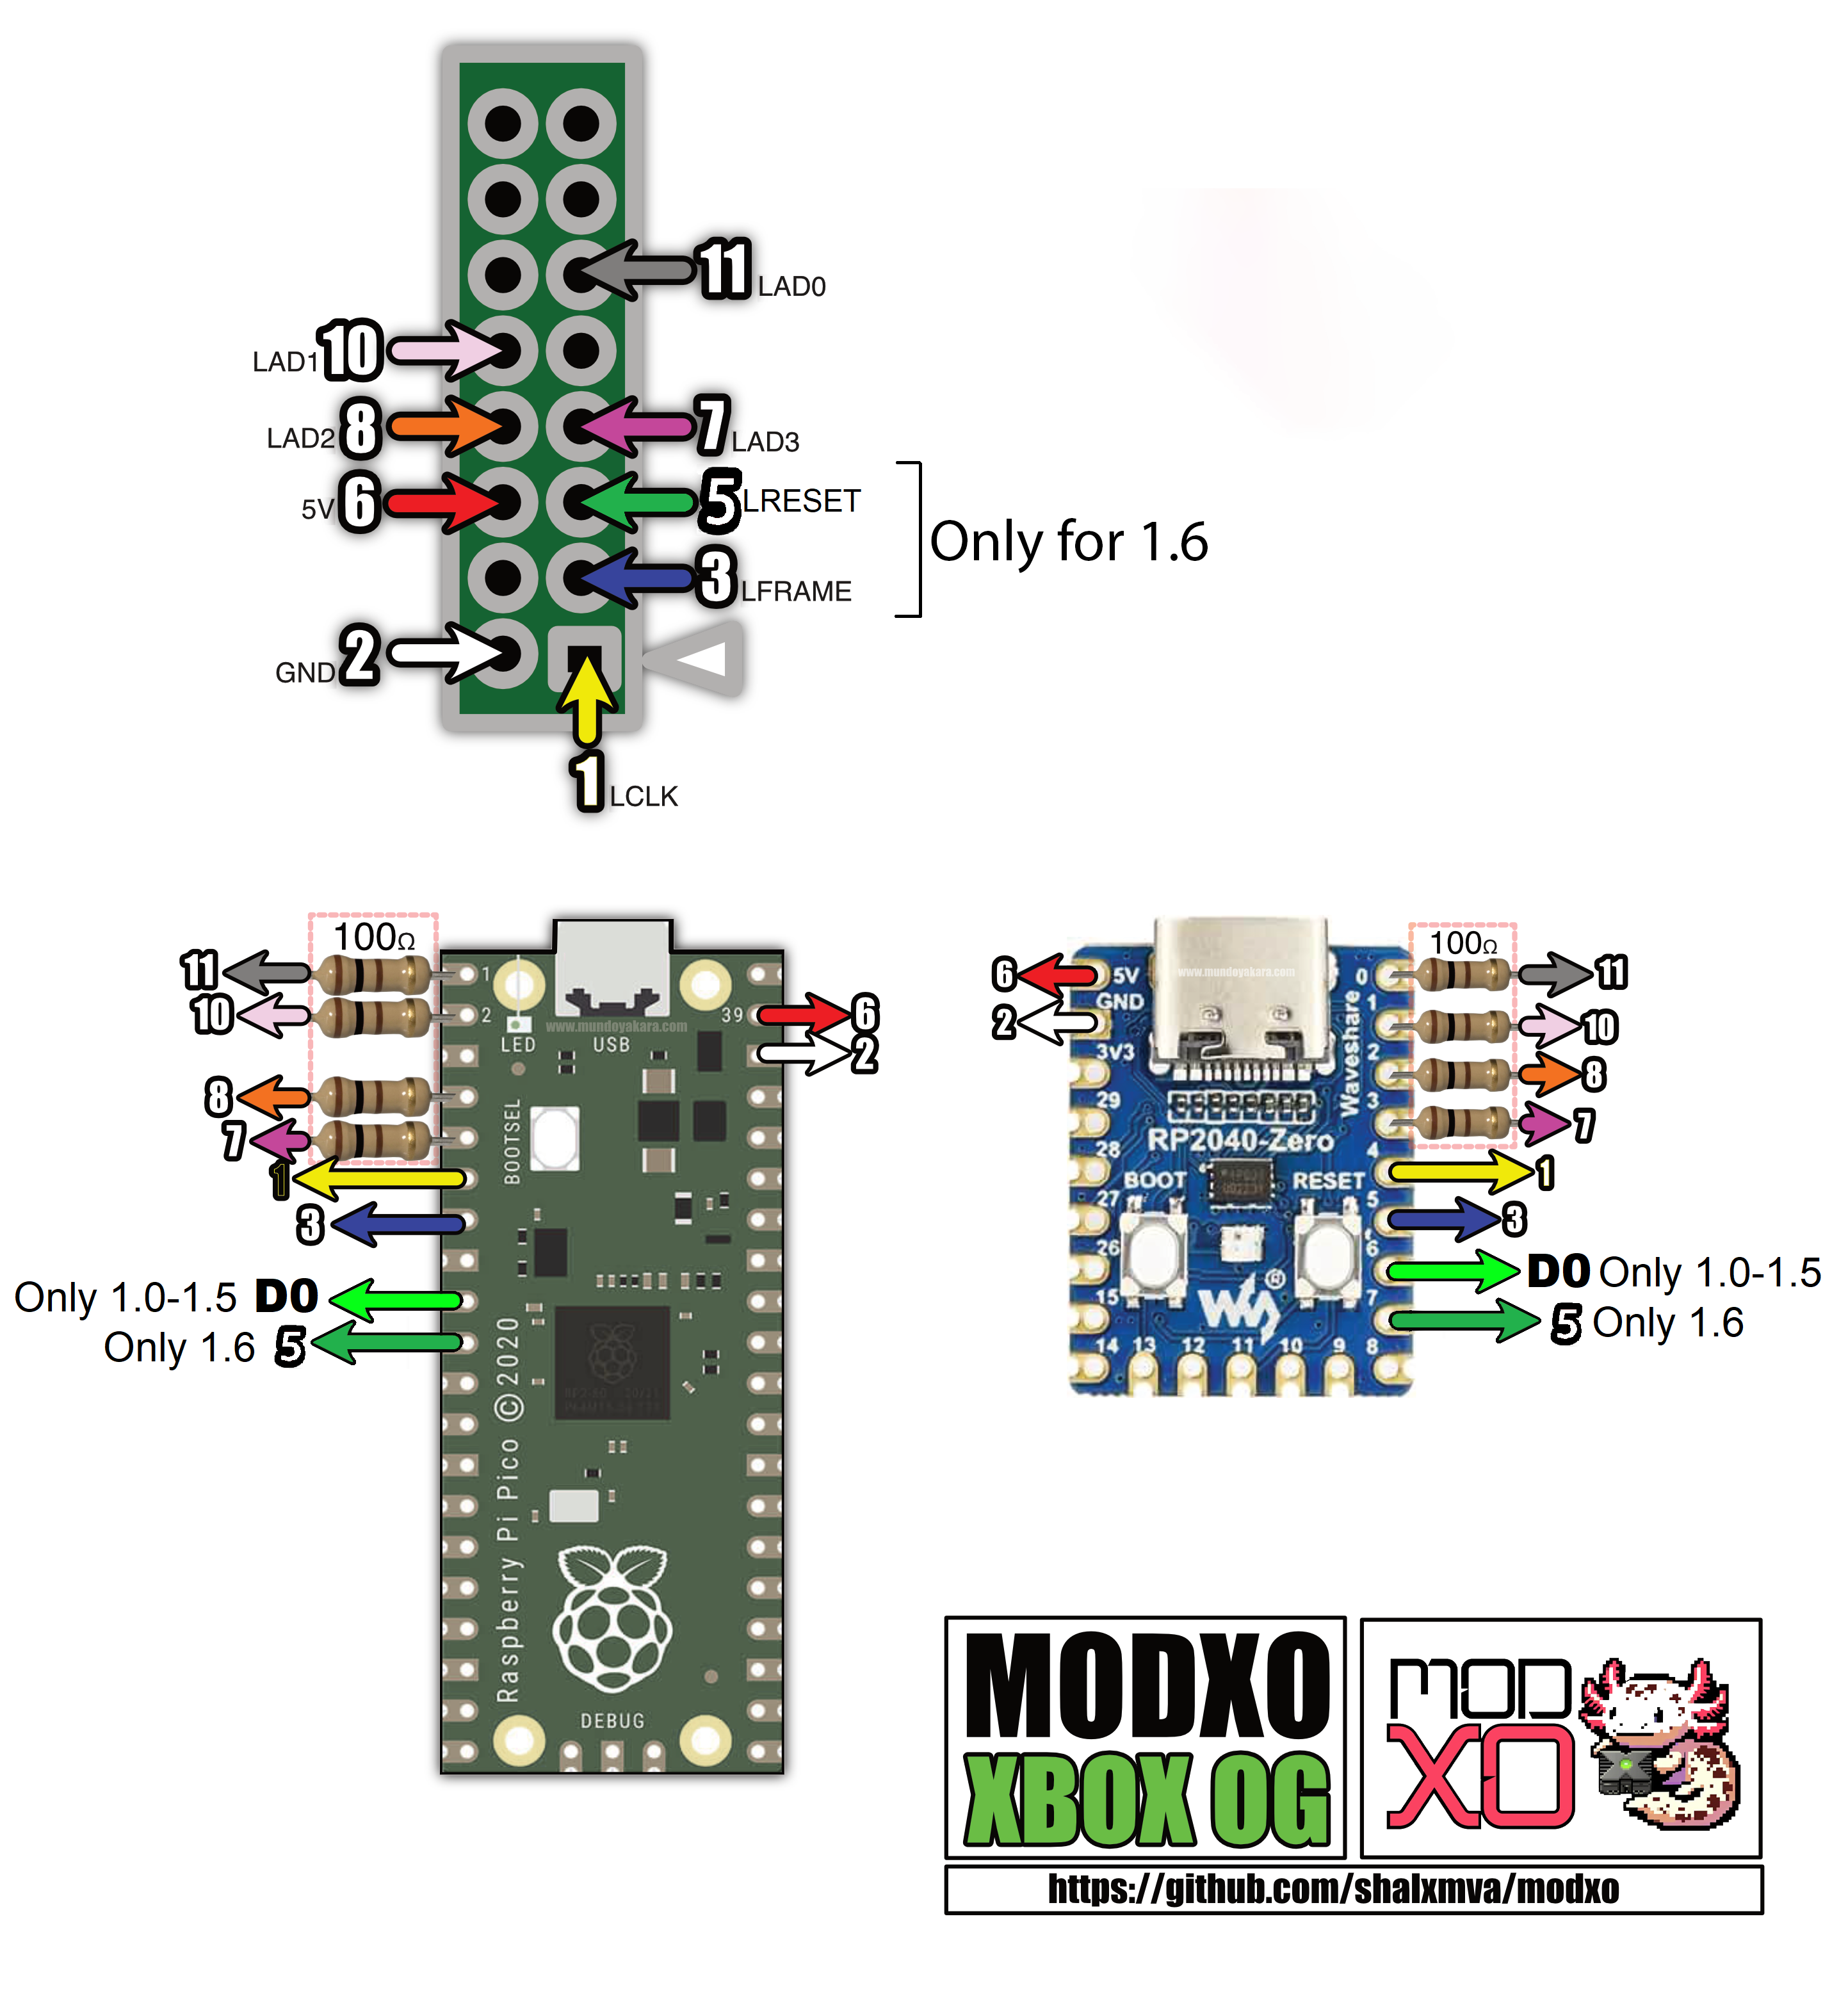 11 LAD0
LAD1 10
LAD2 8
7 LAD3
5V 6
5 LRESET
Only for 1.6
3 LFRAME
GND 2
1 LCLK
100Ω
11
10
8
7
1
3
Only 1.0-1.5 D0
Only 1.6 5
1
2
39
6
2
LED
www.mundoyakara.com
USB
BOOTSEL
Raspberry Pi Pico ©2020
DEBUG
6
2
5V
GND
3V3
29
28
27
26
15
14
13
12
11
10
9
8
www.mundoyakara.com
0
1
2
3
4
5
6
7
Waveshare
RP2040-Zero
BOOT
RESET
®
100Ω
11
10
8
7
1
3
D0 Only 1.0-1.5
5 Only 1.6
MODXO
XBOX OG
MOD
XO
https://github.com/shalxmva/modxo